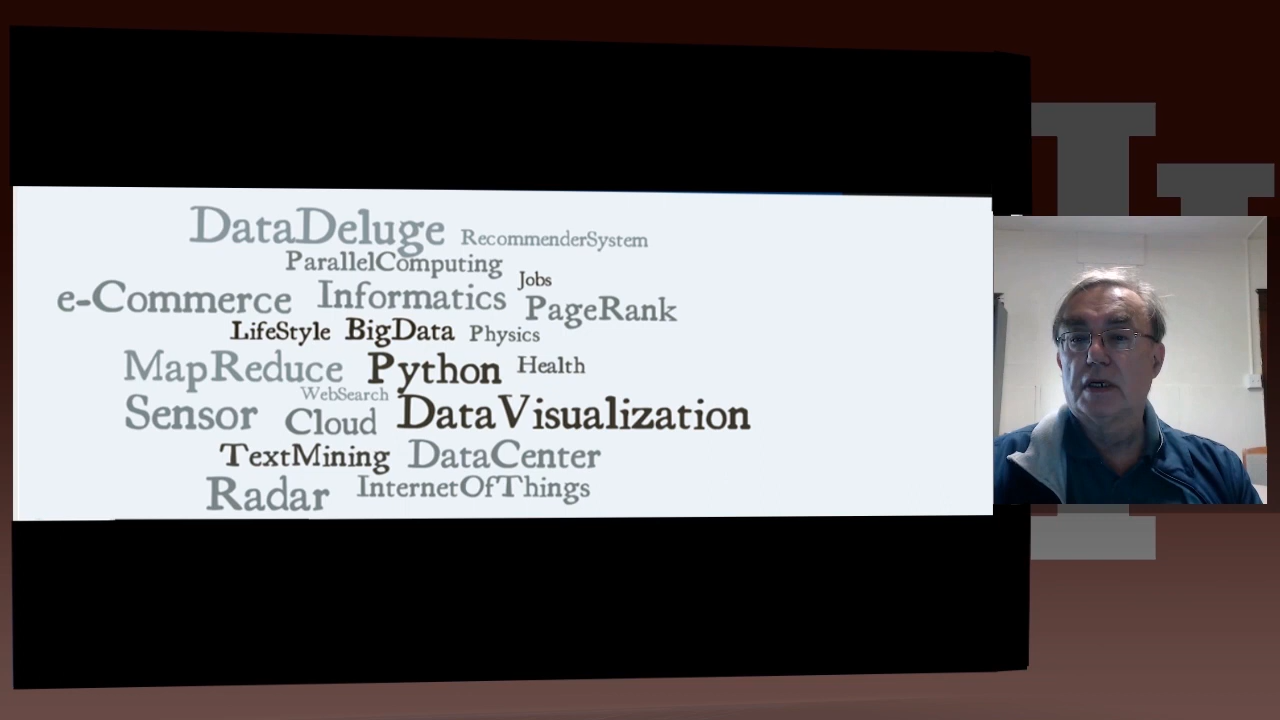 DataDeluge RecommenderSystem
ParallelComputing Jobs
e-Commerce Informatics PageRank
LifeStyle BigData Physics
MapReduce Python Health
WebSearch
Sensor Cloud DataVisualization
TextMining DataCenter
Radar InternetOfThings